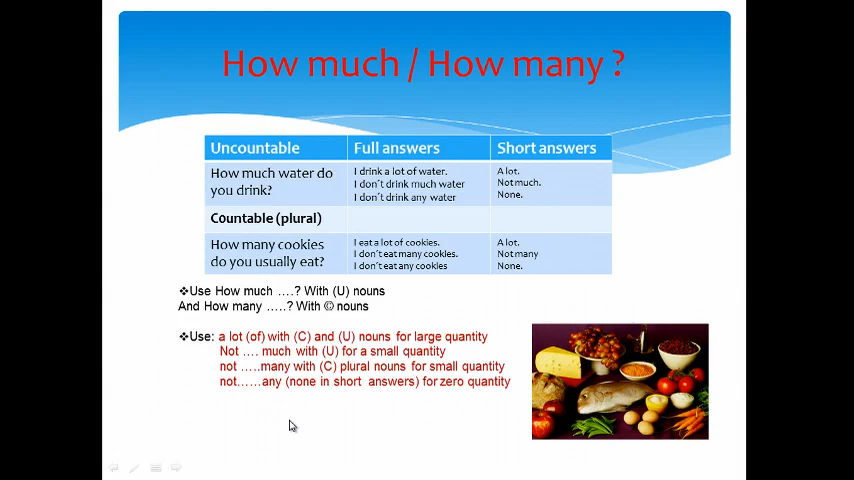 How much / How many ?
Uncountable Full answers Short answers
How much water do
you drink?
I drink a lot of water.
I don´t drink much water
I don´t drink any water
A lot.
Not much.
None.
Countable (plural)
How many cookies
do you usually eat?
I eat a lot of cookies.
I don´t eat many cookies.
I don´t eat any cookies
A lot.
Not many
None.
❖Use How much ….? With (U) nouns
And How many …..? With © nouns
❖Use: a lot (of) with (C) and (U) nouns for large quantity
Not …. much with (U) for a small quantity
not …..many with (C) plural nouns for small quantity
not……any (none in short answers) for zero quantity